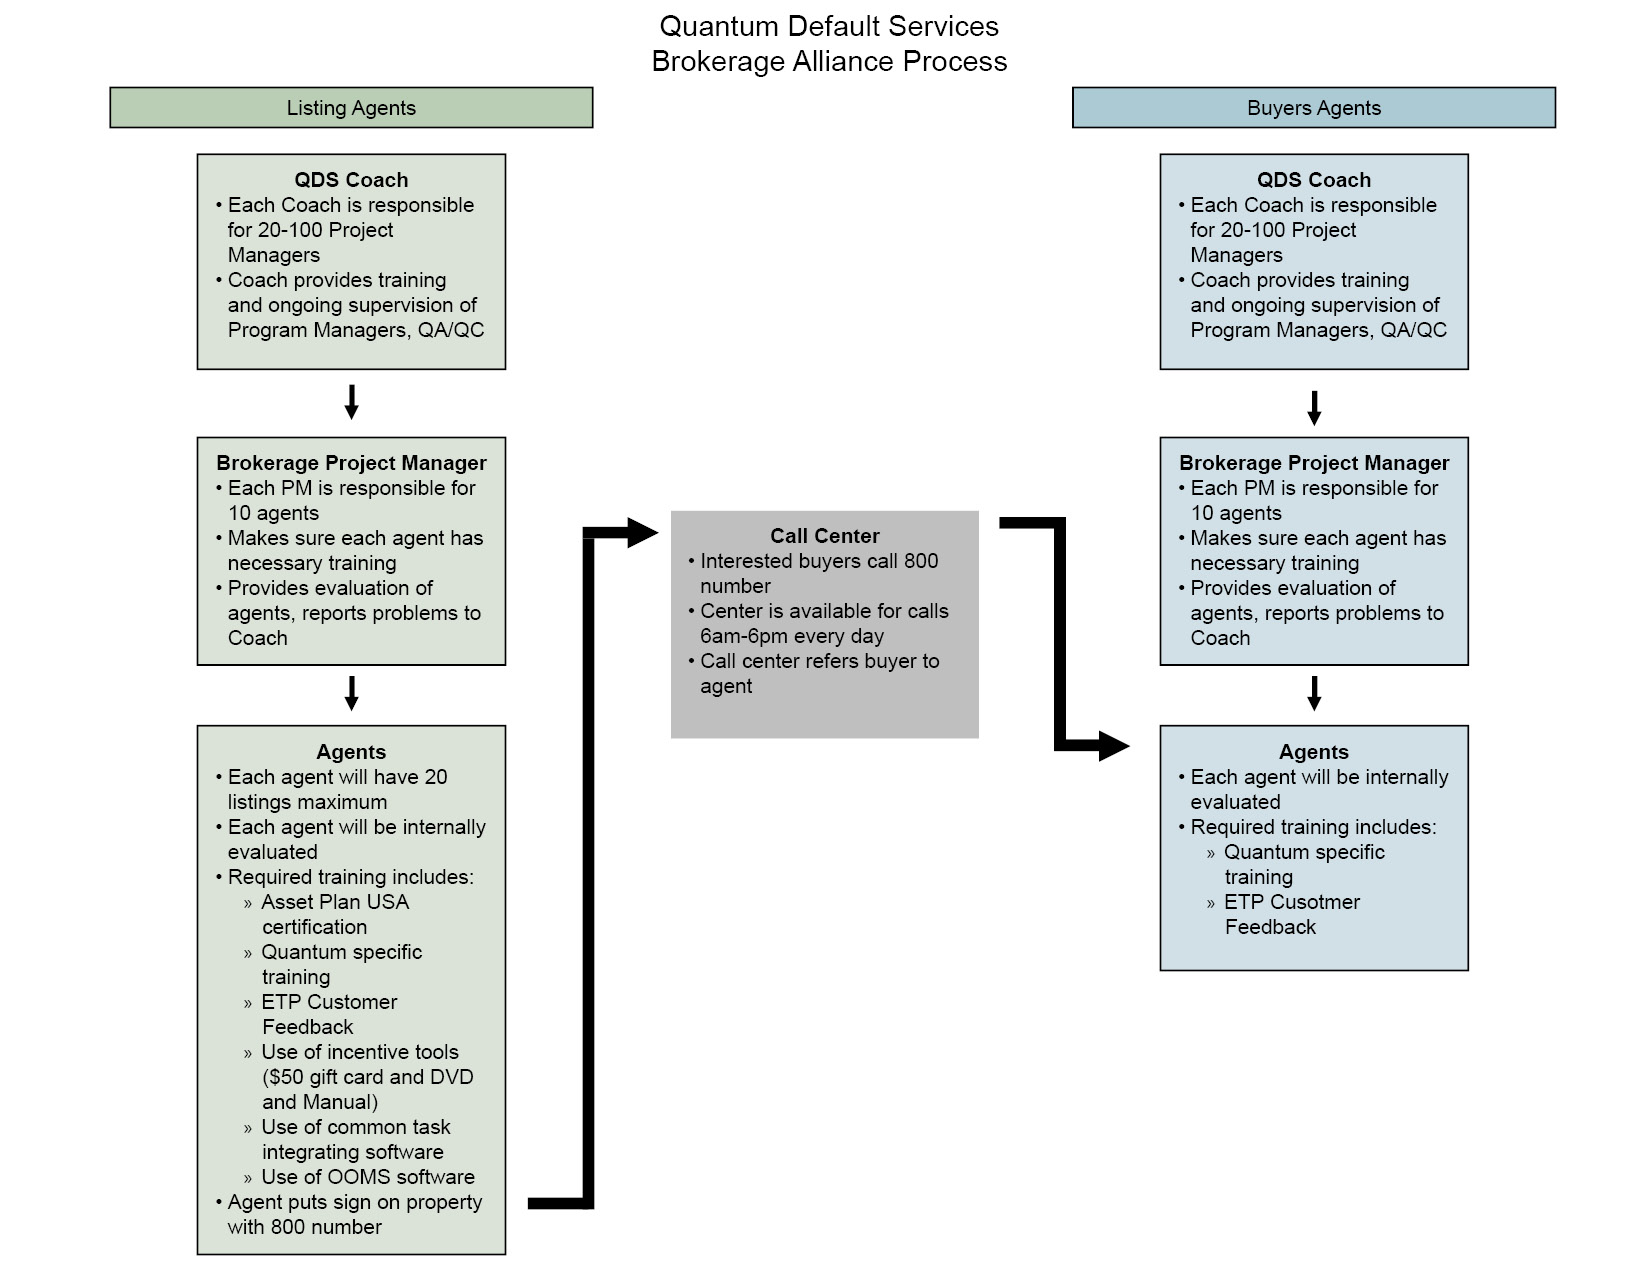 Quantum Default Services
Brokerage Alliance Process
Listing Agents
QDS Coach
• Each Coach is responsible
for 20-100 Project
Managers
• Coach provides training
and ongoing supervision of
Program Managers, QA/QC
Brokerage Project Manager
• Each PM is responsible for
10 agents
• Makes sure each agent has
necessary training
• Provides evaluation of
agents, reports problems to
Coach
Agents
• Each agent will have 20
listings maximum
• Each agent will be internally
evaluated
• Required training includes:
» Asset Plan USA
certification
» Quantum specific
training
» ETP Customer
Feedback
» Use of incentive tools
($50 gift card and DVD
and Manual)
» Use of common task
integrating software
» Use of OOMS software
• Agent puts sign on property
with 800 number
Call Center
• Interested buyers call 800
number
• Center is available for calls
6am-6pm every day
• Call center refers buyer to
agent
Buyers Agents
QDS Coach
• Each Coach is responsible
for 20-100 Project
Managers
• Coach provides training
and ongoing supervision of
Program Managers, QA/QC
Brokerage Project Manager
• Each PM is responsible for
10 agents
• Makes sure each agent has
necessary training
• Provides evaluation of
agents, reports problems to
Coach
Agents
• Each agent will be internally
evaluated
• Required training includes:
» Quantum specific
training
» ETP Cusotmer
Feedback